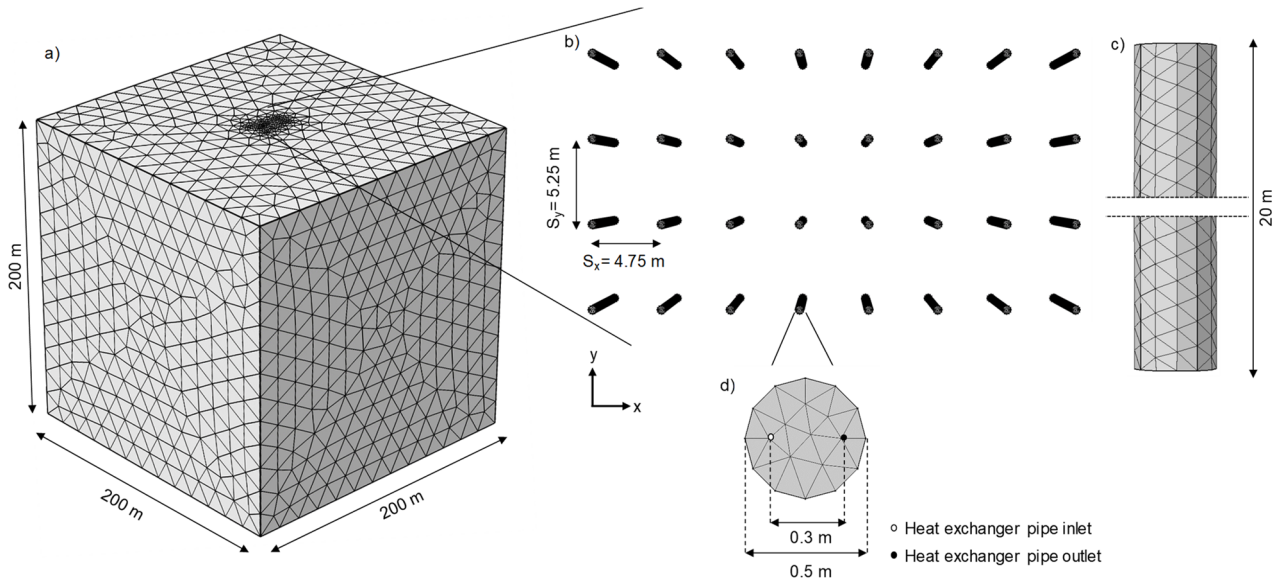 a)
200 m
200 m
200 m
b)
Sy= 5.25 m
Sx= 4.75 m
y
x
c)
20 m
d)
0.3 m
0.5 m
Heat exchanger pipe inlet
Heat exchanger pipe outlet